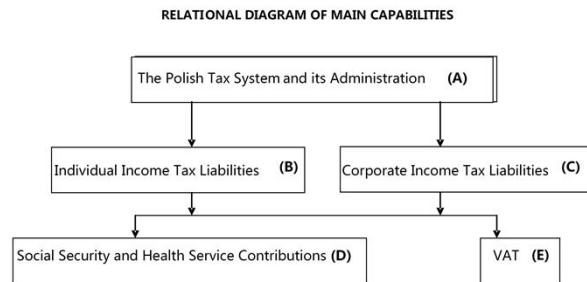 RELATIONAL DIAGRAM OF MAIN CAPABILITIES
The Polish Tax System and its Administration (A)
Individual Income Tax Liabilities (B)
Corporate Income Tax Liabilities (C)
Social Security and Health Service Contributions (D)
VAT (E)